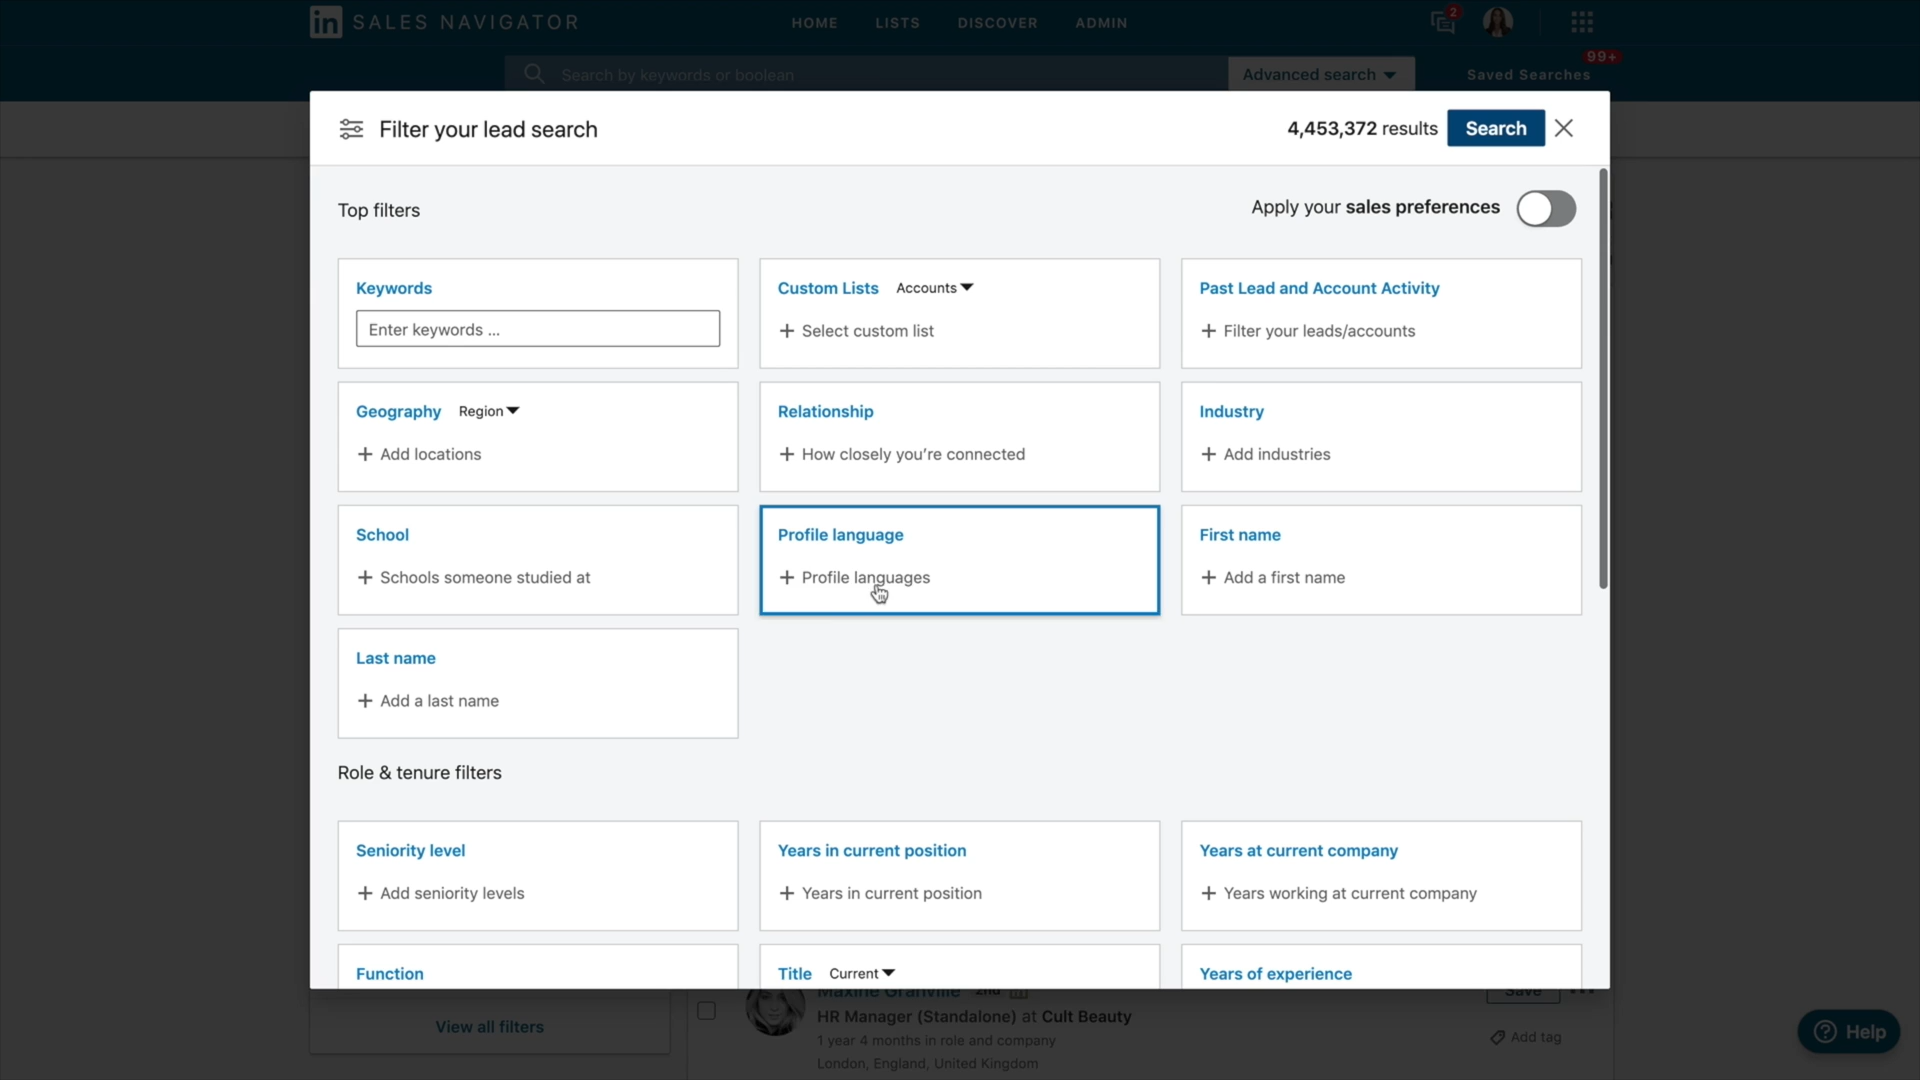 in SALES NAVIGATOR
HOME LISTS DISCOVER ADMIN
2
Search by keywords or boolean
Advanced search
99+
Saved Searches
Filter your lead search
4,453,372 results
Search
Top filters
Apply your sales preferences
Keywords
Enter keywords ...
Custom Lists Accounts
+ Select custom list
Past Lead and Account Activity
+ Filter your leads/accounts
Geography Region
+ Add locations
Relationship
+ How closely you're connected
Industry
+ Add industries
School
+ Schools someone studied at
Profile language
+ Profile languages
First name
+ Add a first name
Last name
+ Add a last name
Role & tenure filters
Seniority level
+ Add seniority levels
Years in current position
+ Years in current position
Years at current company
+ Years working at current company
Function
Title Current
Years of experience
View all filters
Maxine Granville 2nd
Save
HR Manager (Standalone) at Cult Beauty
1 year 4 months in role and company
London, England, United Kingdom
Add tag
Help